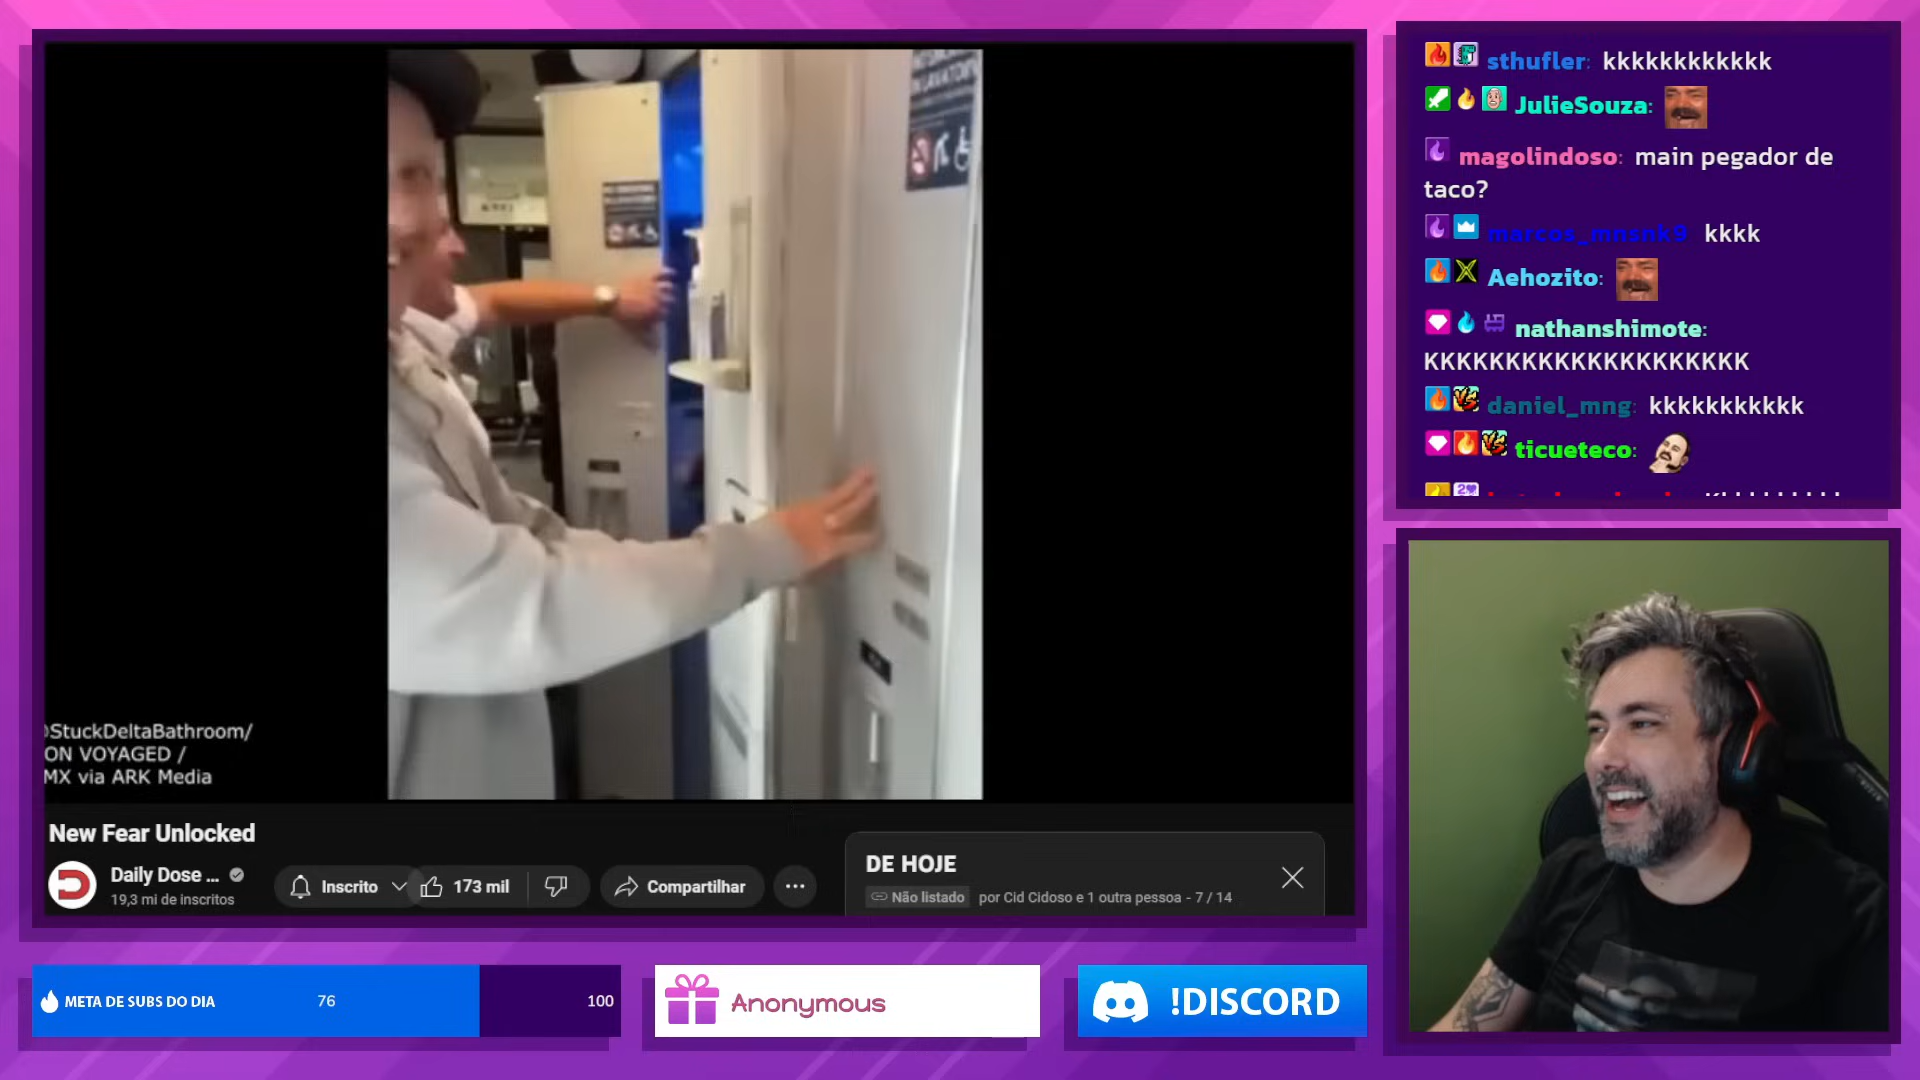 StuckDeltaBathroom/
ON VOYAGED /
MX via ARK Media
New Fear Unlocked
Daily Dose ...
19,3 mi de inscritos
Inscrito
173 mil
Compartilhar
...
DE HOJE
Não listado
por Cid Cidoso e 1 outra pessoa - 7 / 14
META DE SUBS DO DIA
76
100
Anonymous
!DISCORD
sthufler: kkkkkkkkkkkk
JulieSouza:
magolindoso: main pegador de
taco?
marcos_mnsnk9 kkkk
Aehozito:
nathanshimote:
KKKKKKKKKKKKKKKKKKKK
daniel_mng: kkkkkkkkkkk
ticueteco: